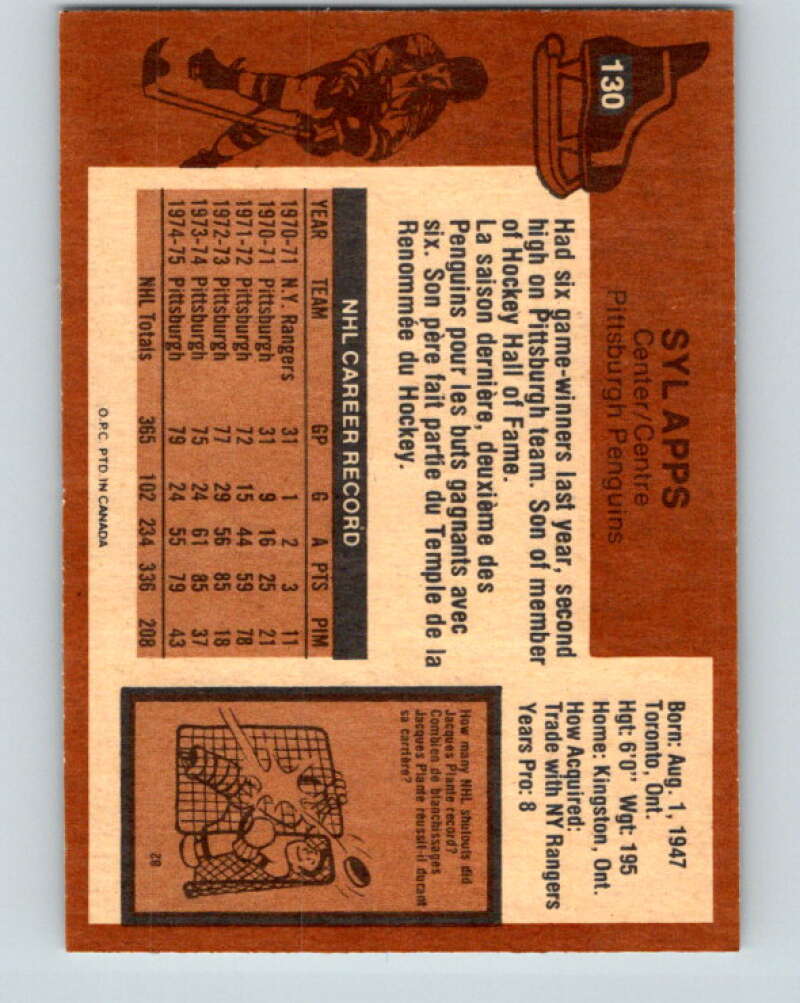 130
SYL APPS
Center/Centre
Pittsburgh Penguins
Had six game-winners last year, second
high on Pittsburgh team. Son of member
of Hockey Hall of Fame.
La saison dernière, deuxième des
Penguins pour les buts gagnants avec
six. Son père fait partie du Temple de la
Renommée du Hockey.
NHL CAREER RECORD
YEAR TEAM GP G A PTS PIM
1970-71 N.Y. Rangers 31 1 2 3 11
1970-71 Pittsburgh 31 9 16 25 21
1971-72 Pittsburgh 72 15 44 59 78
1972-73 Pittsburgh 77 29 56 85 18
1973-74 Pittsburgh 75 24 61 85 37
1974-75 Pittsburgh 79 24 55 79 43
NHL Totals 365 102 234 336 208
O.P.C. PTD. IN CANADA
Born: Aug. 1, 1947
Toronto, Ont.
Hgt: 6'0" Wgt: 195
Home: Kingston, Ont.
How Acquired:
Trade with NY Rangers
Years Pro: 8
How many NHL shutouts did
Jacques Plante record?
Combien de blanchissages
Jacques Plante réussit-il durant
sa carrière?
82